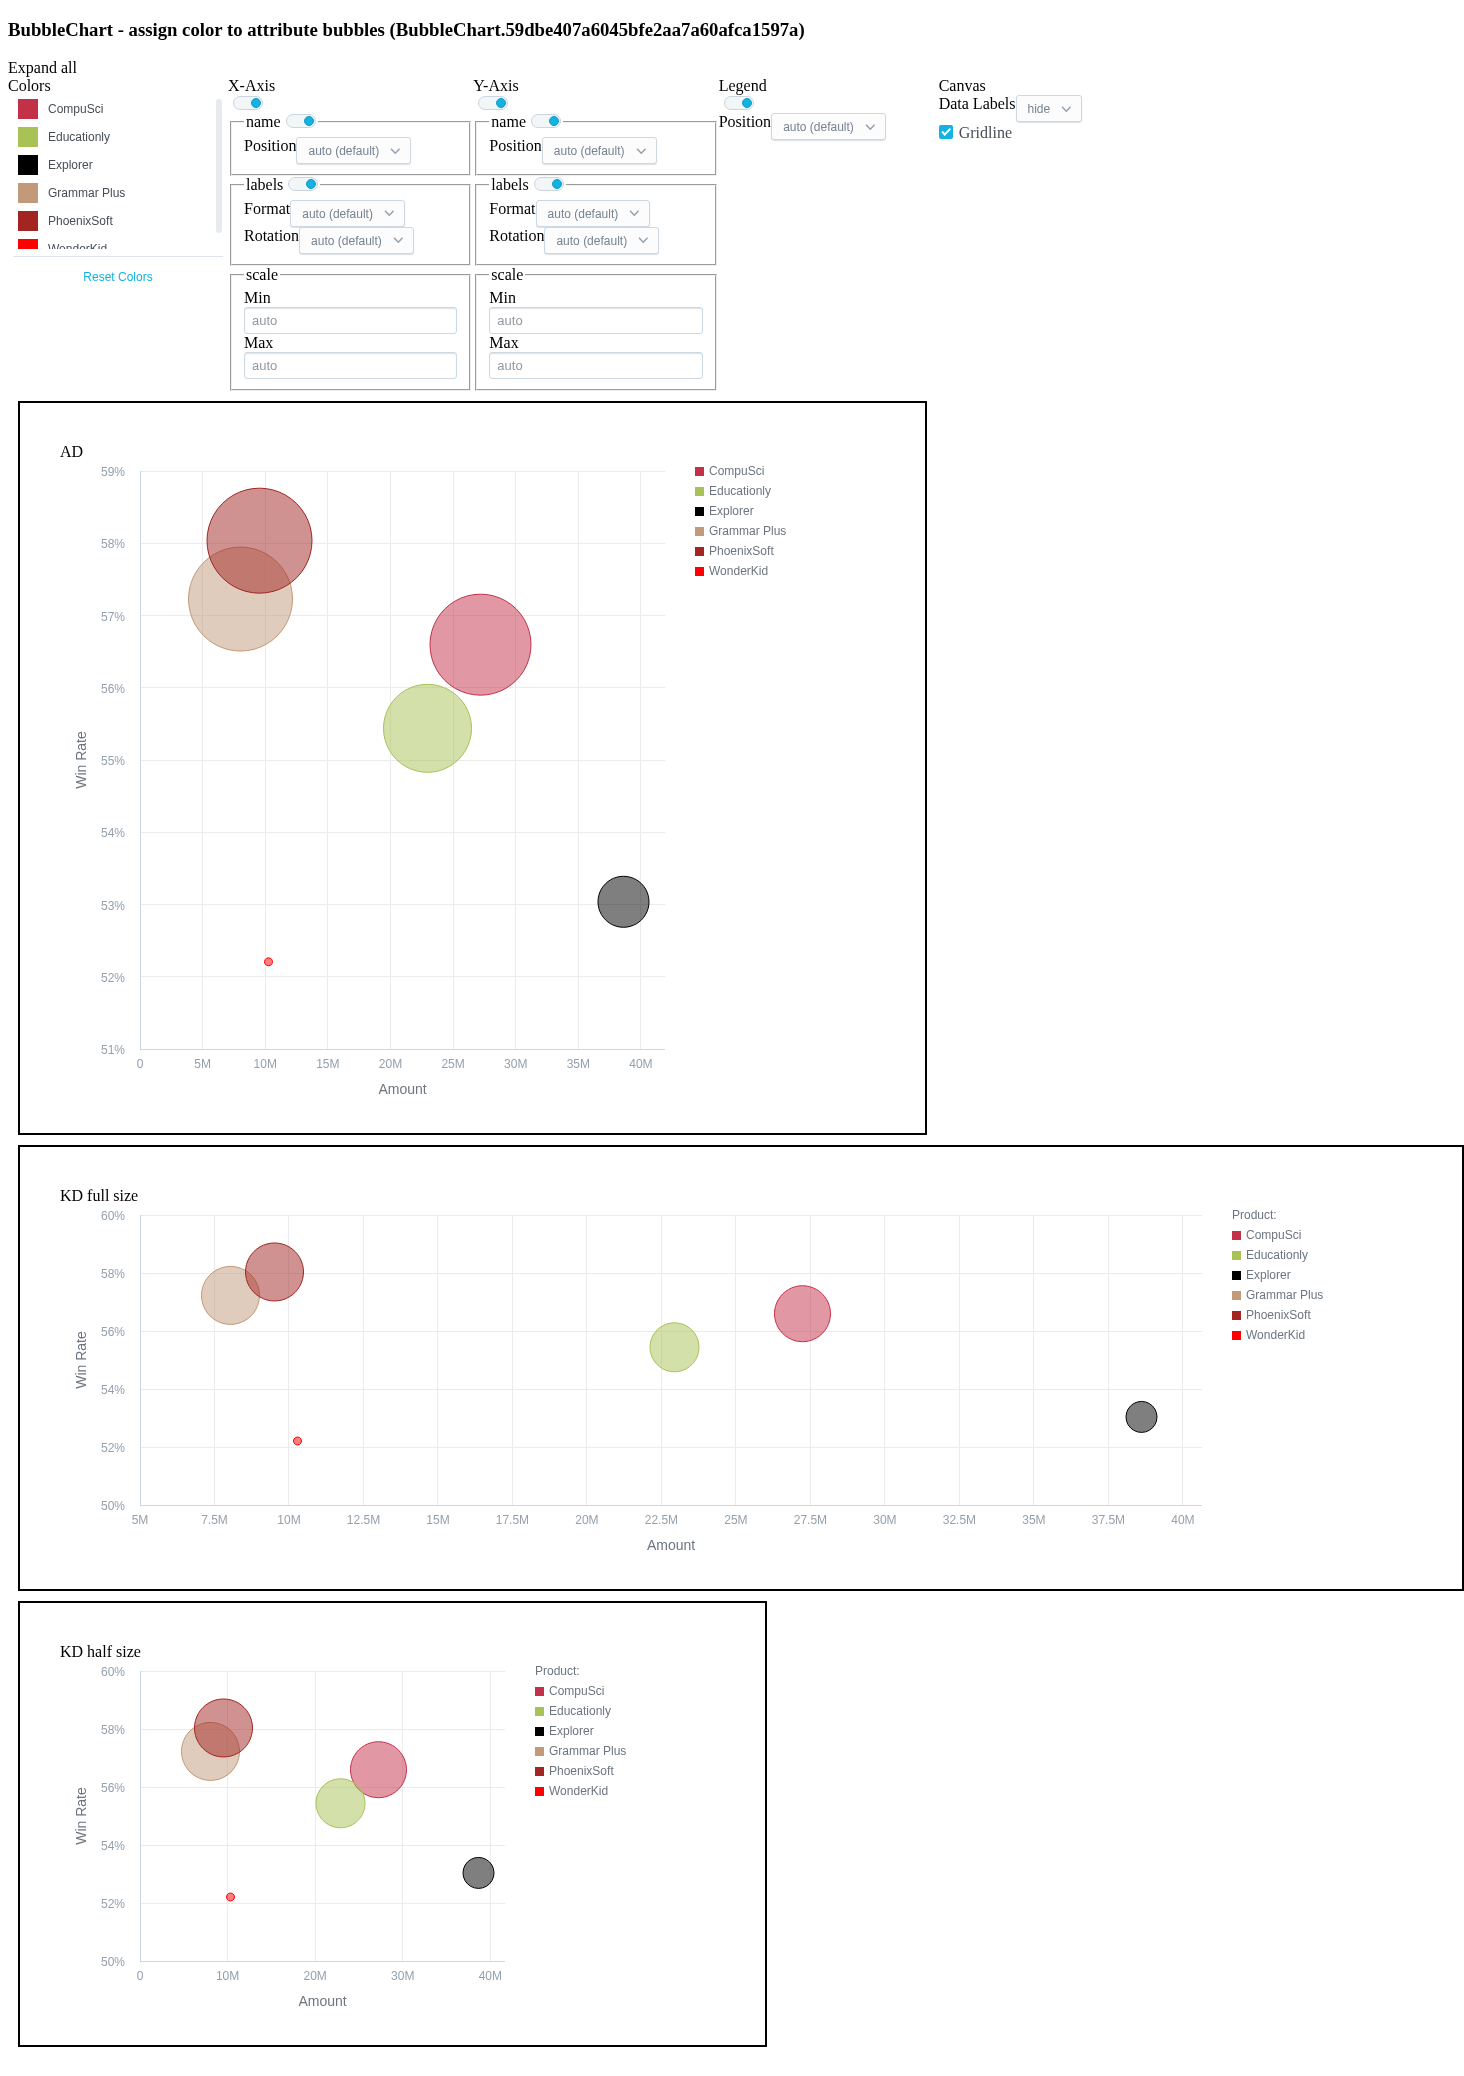 BubbleChart - assign color to attribute bubbles (BubbleChart.59dbe407a6045bfe2aa7a60afca1597a)
Expand all
Colors
CompuSci
Educationly
Explorer
Grammar Plus
PhoenixSoft
WonderKid
Reset Colors
X-Axis
name
Position auto (default)
labels
Format auto (default)
Rotation auto (default)
scale
Min
auto
Max
auto
Y-Axis
name
Position auto (default)
labels
Format auto (default)
Rotation auto (default)
scale
Min
auto
Max
auto
Legend
Position auto (default)
Canvas
Data Labels hide
Gridline
AD
59%
58%
57%
56%
55%
54%
53%
52%
51%
Win Rate
0 5M 10M 15M 20M 25M 30M 35M 40M
Amount
CompuSci
Educationly
Explorer
Grammar Plus
PhoenixSoft
WonderKid
KD full size
60%
58%
56%
54%
52%
50%
Win Rate
5M 7.5M 10M 12.5M 15M 17.5M 20M 22.5M 25M 27.5M 30M 32.5M 35M 37.5M 40M
Amount
Product:
CompuSci
Educationly
Explorer
Grammar Plus
PhoenixSoft
WonderKid
KD half size
60%
58%
56%
54%
52%
50%
Win Rate
0 10M 20M 30M 40M
Amount
Product:
CompuSci
Educationly
Explorer
Grammar Plus
PhoenixSoft
WonderKid